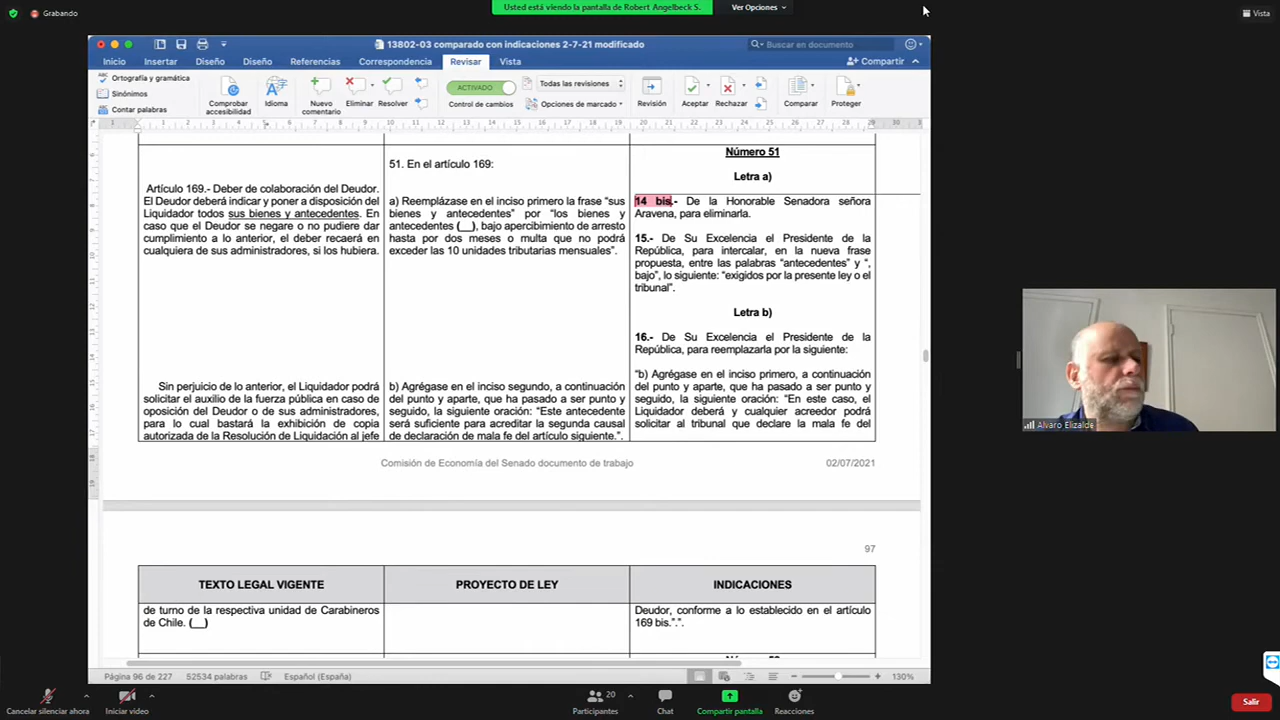 Grabando
Usted está viendo la pantalla de Robert Angelbeck S.
Ver Opciones
Vista
13802-03 comparado con indicaciones 2-7-21 modificado
Buscar en documento
Inicio Insertar Diseño Diseño Referencias Correspondencia Revisar Vista
Compartir
Ortografía y gramática
Sinónimos
Contar palabras
Comprobar accesibilidad
Idioma
Nuevo comentario
Eliminar
Resolver
ACTIVADO
Control de cambios
Todas las revisiones
Opciones de marcado
Revisión
Aceptar
Rechazar
Comparar
Proteger
Artículo 169.- Deber de colaboración del Deudor.
El Deudor deberá indicar y poner a disposición del
Liquidador todos sus bienes y antecedentes. En
caso que el Deudor se negare o no pudiere dar
cumplimiento a lo anterior, el deber recaerá en
cualquiera de sus administradores, si los hubiera.
Sin perjuicio de lo anterior, el Liquidador podrá
solicitar el auxilio de la fuerza pública en caso de
oposición del Deudor o de sus administradores,
para lo cual bastará la exhibición de copia
autorizada de la Resolución de Liquidación al jefe
51. En el artículo 169:
a) Reemplázase en el inciso primero la frase “sus
bienes y antecedentes” por “los bienes y
antecedentes (__), bajo apercibimiento de arresto
hasta por dos meses o multa que no podrá
exceder las 10 unidades tributarias mensuales”.
b) Agrégase en el inciso segundo, a continuación
del punto y aparte, que ha pasado a ser punto y
seguido, la siguiente oración: “Este antecedente
será suficiente para acreditar la segunda causal
de declaración de mala fe del artículo siguiente.”.
Número 51
Letra a)
14 bis.- De la Honorable Senadora señora
Aravena, para eliminarla.
15.- De Su Excelencia el Presidente de la
República, para intercalar, en la nueva frase
propuesta, entre las palabras “antecedentes” y “,
bajo”, lo siguiente: “exigidos por la presente ley o el
tribunal”.
Letra b)
16.- De Su Excelencia el Presidente de la
República, para reemplazarla por la siguiente:
“b) Agrégase en el inciso primero, a continuación
del punto y aparte, que ha pasado a ser punto y
seguido, la siguiente oración: “En este caso, el
Liquidador deberá y cualquier acreedor podrá
solicitar al tribunal que declare la mala fe del
Comisión de Economía del Senado documento de trabajo
02/07/2021
97
TEXTO LEGAL VIGENTE
PROYECTO DE LEY
INDICACIONES
de turno de la respectiva unidad de Carabineros
de Chile. (__)
Deudor, conforme a lo establecido en el artículo
169 bis.”.”.
Página 96 de 227
52534 palabras
Español (España)
130%
Alvaro Elizalde
Cancelar silenciar ahora
Iniciar video
20
Participantes
Chat
Compartir pantalla
Reacciones
Salir